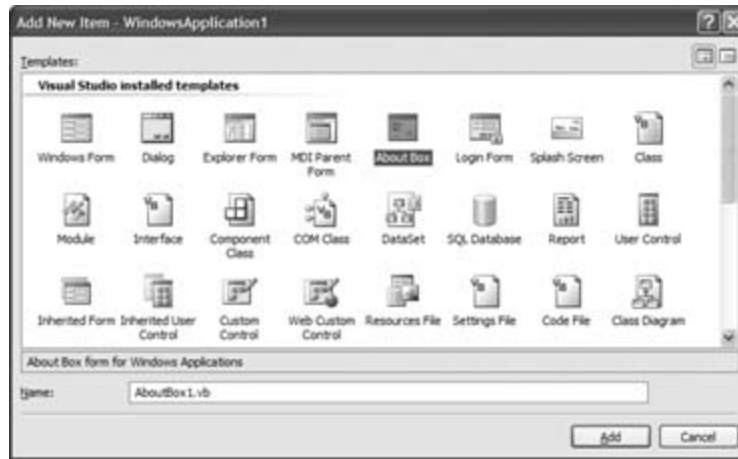 Add New Item - WindowsApplication1
Templates:
Visual Studio installed templates
Windows Form
Dialog
Explorer Form
MDI Parent Form
About Box
Login Form
Splash Screen
Class
Module
Interface
Component Class
COM Class
DataSet
SQL Database
Report
User Control
Inherited Form
Inherited User Control
Custom Control
Web Custom Control
Resources File
Settings File
Code File
Class Diagram
About Box form for Windows Applications
Name:
AboutBox1.vb
Add
Cancel